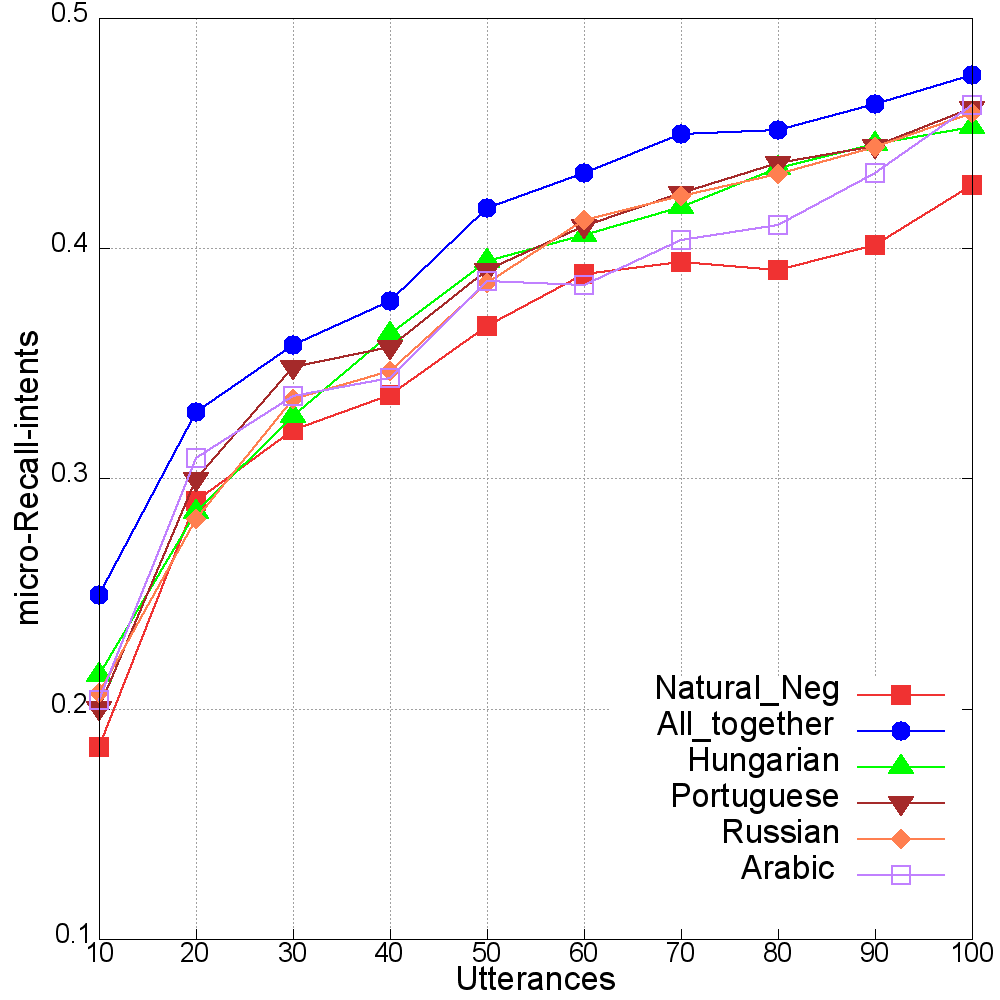 0.5
0.4
0.3
0.2
0.1
micro-Recall-intents
Natural_Neg
All_together
Hungarian
Portuguese
Russian
Arabic
10 20 30 40 50 60 70 80 90 100
Utterances